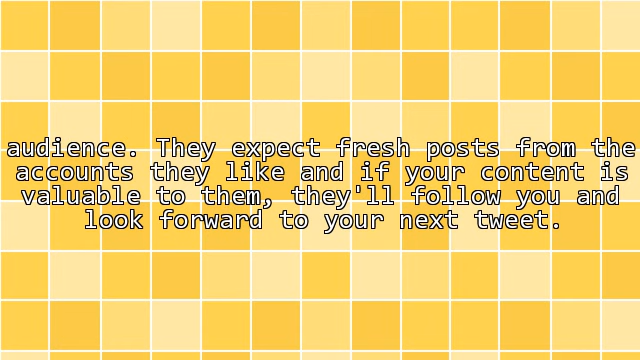 audience. They expect fresh posts from the
accounts they like and if your content is
valuable to them, they'll follow you and
look forward to your next tweet.